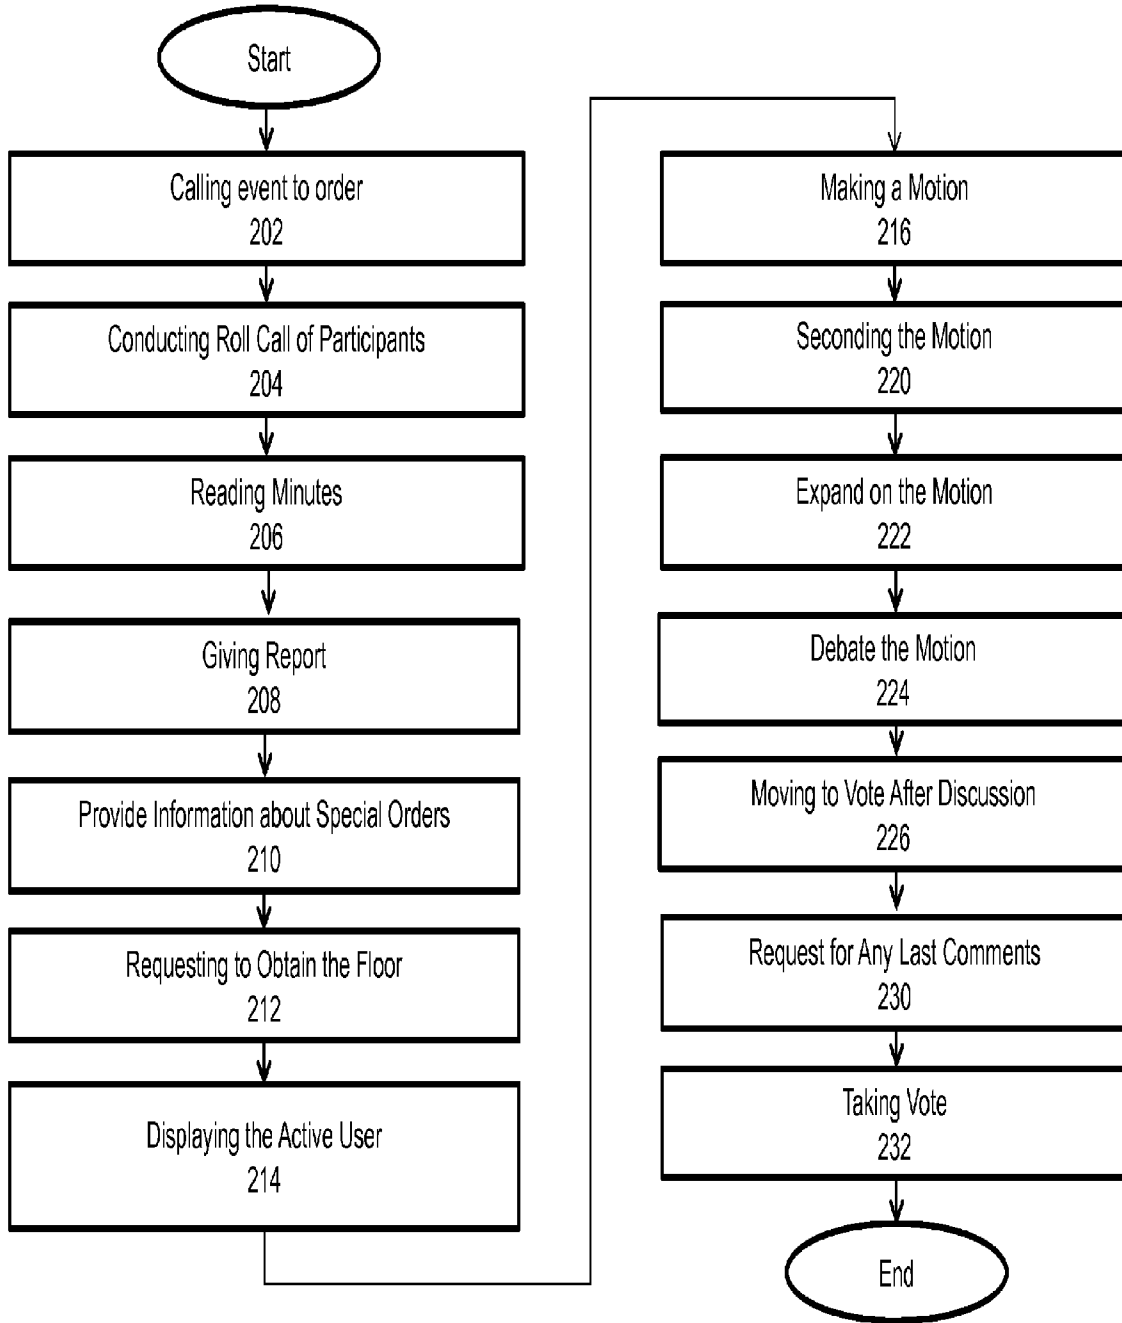 Start
Calling event to order
202
Conducting Roll Call of Participants
204
Reading Minutes
206
Giving Report
208
Provide Information about Special Orders
210
Requesting to Obtain the Floor
212
Displaying the Active User
214
Making a Motion
216
Seconding the Motion
220
Expand on the Motion
222
Debate the Motion
224
Moving to Vote After Discussion
226
Request for Any Last Comments
230
Taking Vote
232
End